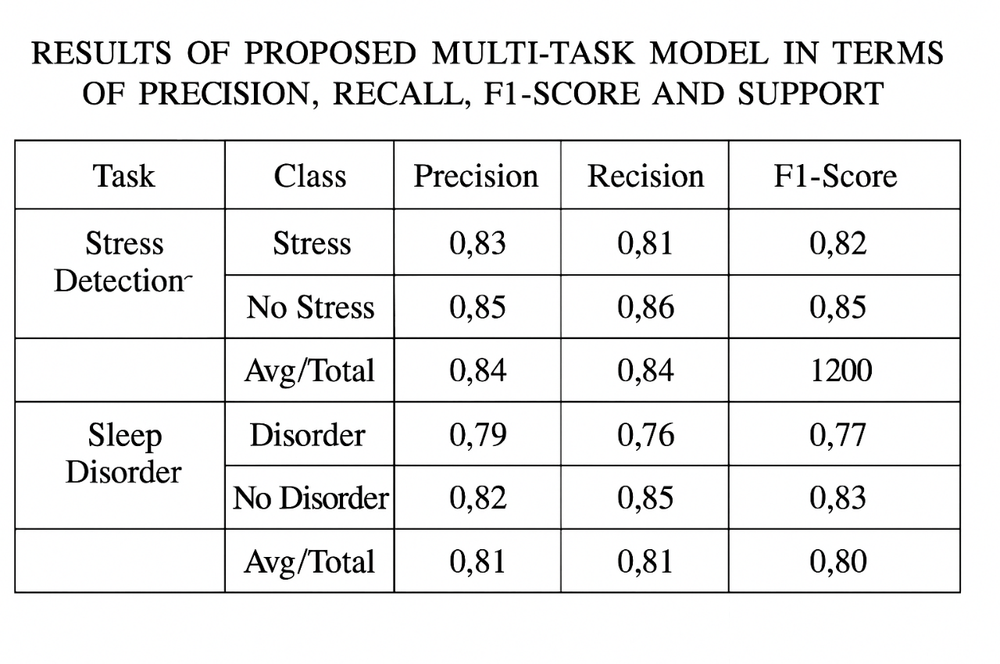 RESULTS OF PROPOSED MULTI-TASK MODEL IN TERMS
OF PRECISION, RECALL, F1-SCORE AND SUPPORT
Task Class Precision Recision F1-Score
Stress Stress 0,83 0,81 0,82
Detection
No Stress 0,85 0,86 0,85
Avg/Total 0,84 0,84 1200
Sleep Disorder 0,79 0,76 0,77
Disorder
No Disorder 0,82 0,85 0,83
Avg/Total 0,81 0,81 0,80